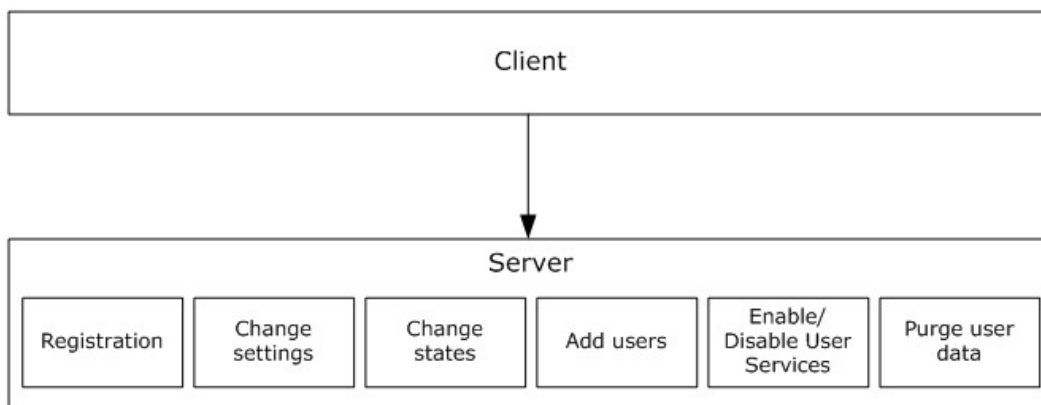 Client
Server
Registration
Change
settings
Change
states
Add users
Enable/
Disable User
Services
Purge user
data